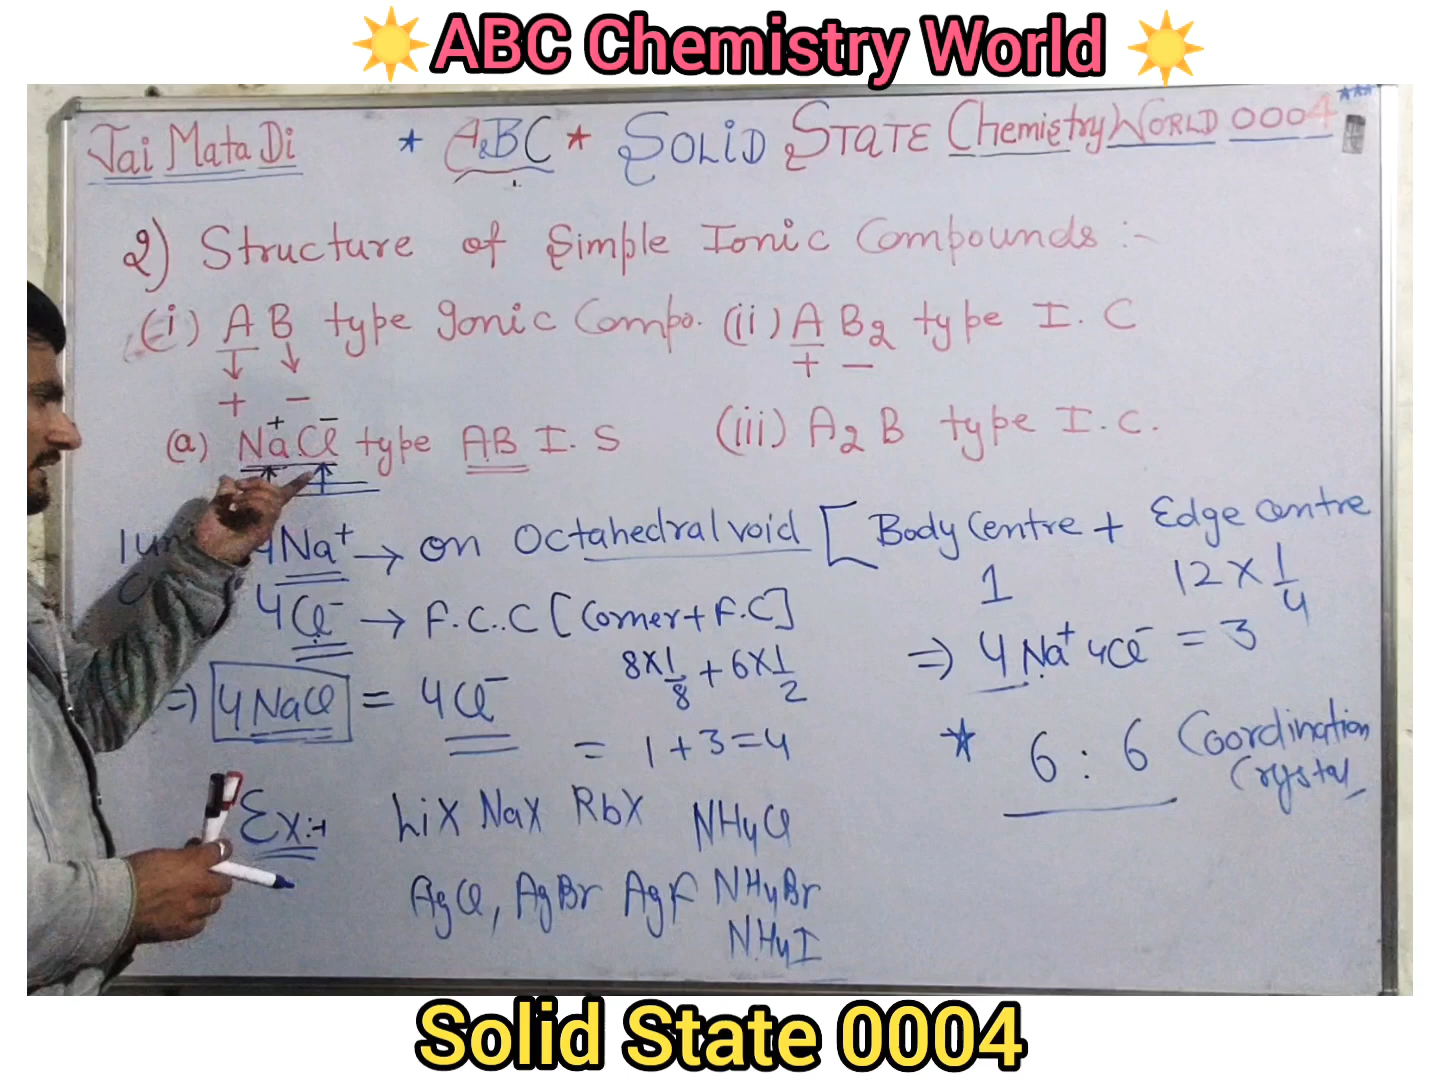 ABC Chemistry World
Jai Mata Di * ABC * SOLiD STATE Chemistry WORLD 0004 ***
2) Structure of Simple Ionic Compounds :-
(i) A B type Ionic Compo. (ii) A B2 type I. C
+ − + −
+ −
(a) NaCl type AB I. S (iii) A2 B type I. C.
4Na+ → on Octahedral void [ Body Centre + Edge Centre
1 12 × 1/4
4Cl- → F.C.C [Corner + F.C]
⇒ 4Na+ 4Cl- = 3
8×1/8 + 6×1/2
⇒ 4NaCl = 4Cl-
= 1 + 3 = 4
* 6 : 6 Coordination
Crystal
Ex:- LiX NaX RbX NH4Cl
AgCl, AgBr AgF NH4Br
NH4I
Solid State 0004